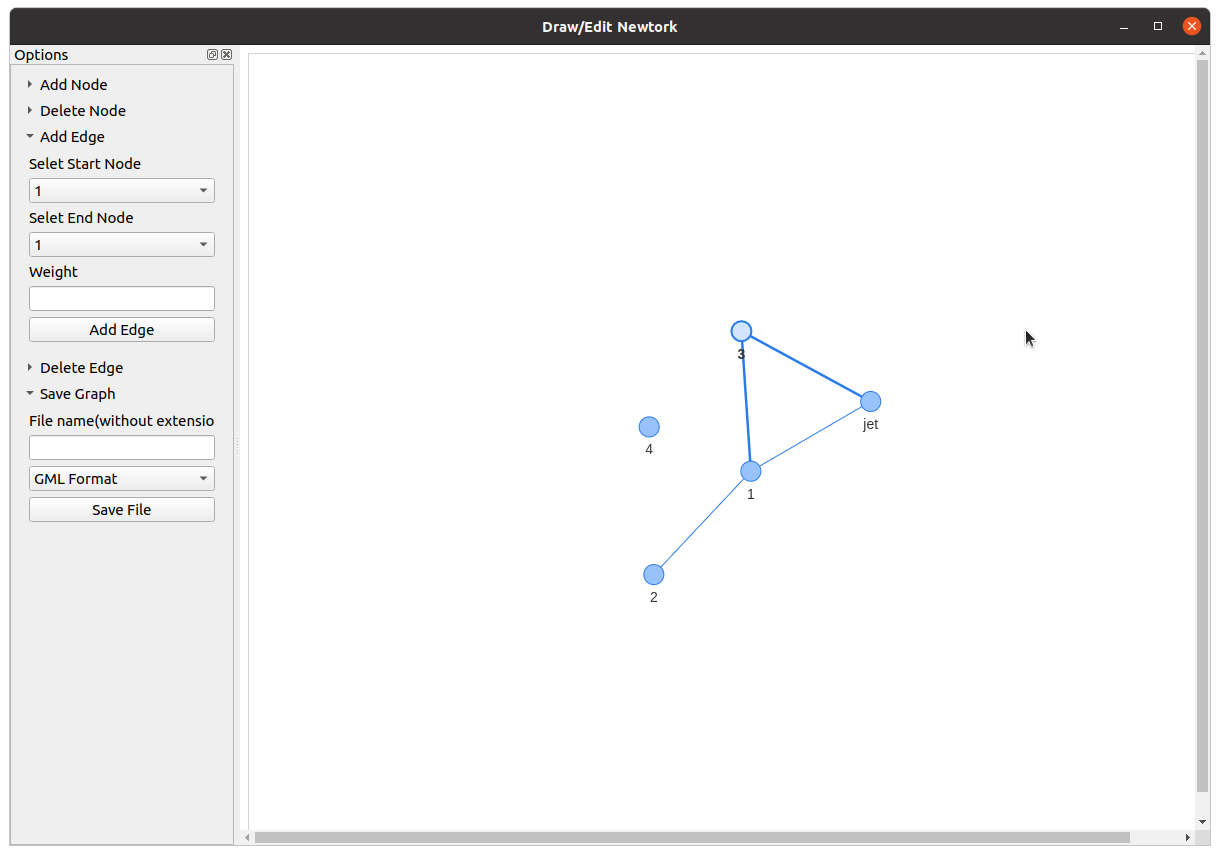 Draw/Edit Newtork
Options
Add Node
Delete Node
Add Edge
Selet Start Node
1
Selet End Node
1
Weight
Add Edge
Delete Edge
Save Graph
File name(without extensio
GML Format
Save File
3
jet
4
1
2